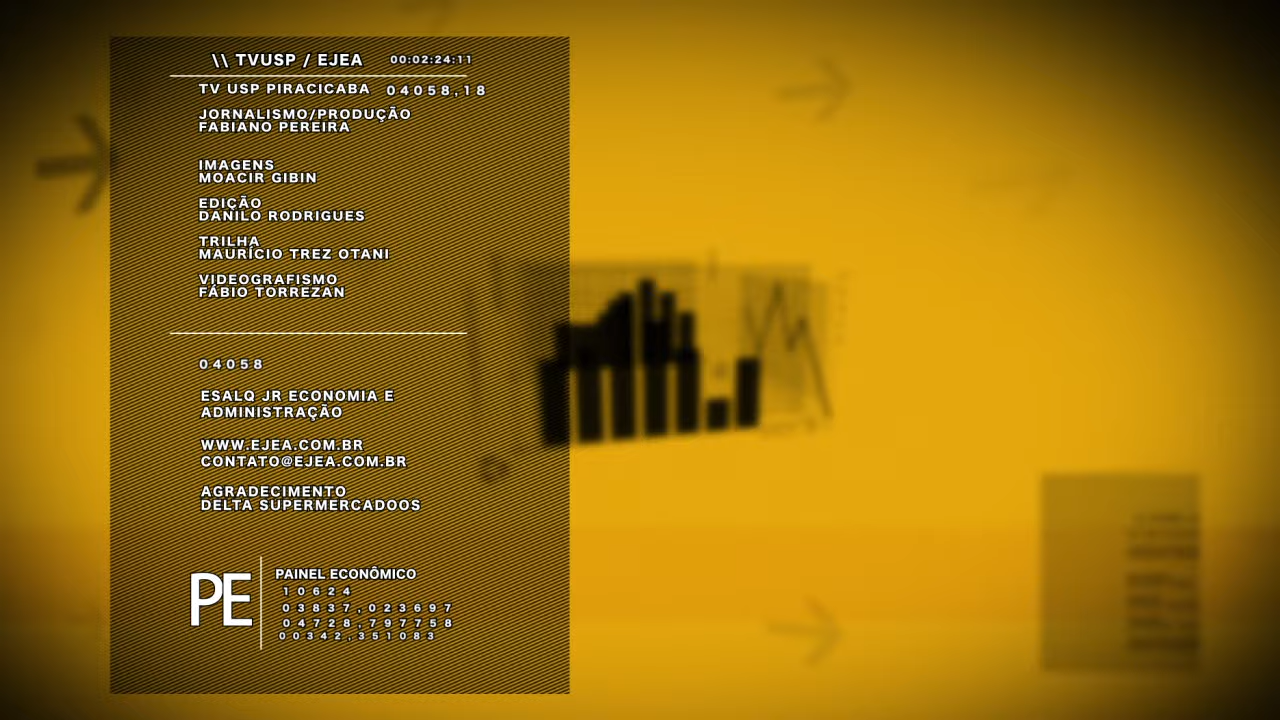 \\ TVUSP / EJEA 00:02:24:11
TV USP PIRACICABA 04058,18
JORNALISMO/PRODUÇÃO
FABIANO PEREIRA
IMAGENS
MOACIR GIBIN
EDIÇÃO
DANILO RODRIGUES
TRILHA
MAURÍCIO TREZ OTANI
VIDEOGRAFISMO
FÁBIO TORREZAN
04058
ESALQ JR ECONOMIA E
ADMINISTRAÇÃO
WWW.EJEA.COM.BR
CONTATO@EJEA.COM.BR
AGRADECIMENTO
DELTA SUPERMERCADOOS
PE
PAINEL ECONÔMICO
10624
03837,023697
04728,797758
00342,351083